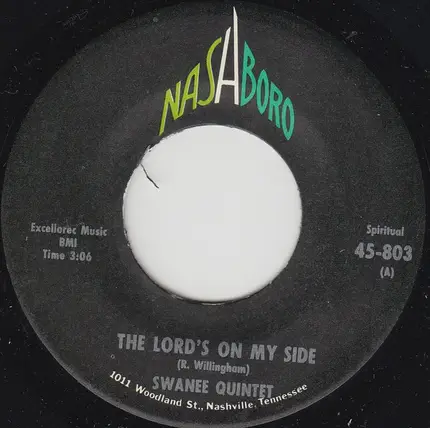 NASHBORO
Excellorec Music
BMI
Time 3:06
Spiritual
45-803
(A)
THE LORD'S ON MY SIDE
(R. Willingham)
SWANEE QUINTET
1011 Woodland St., Nashville, Tennessee